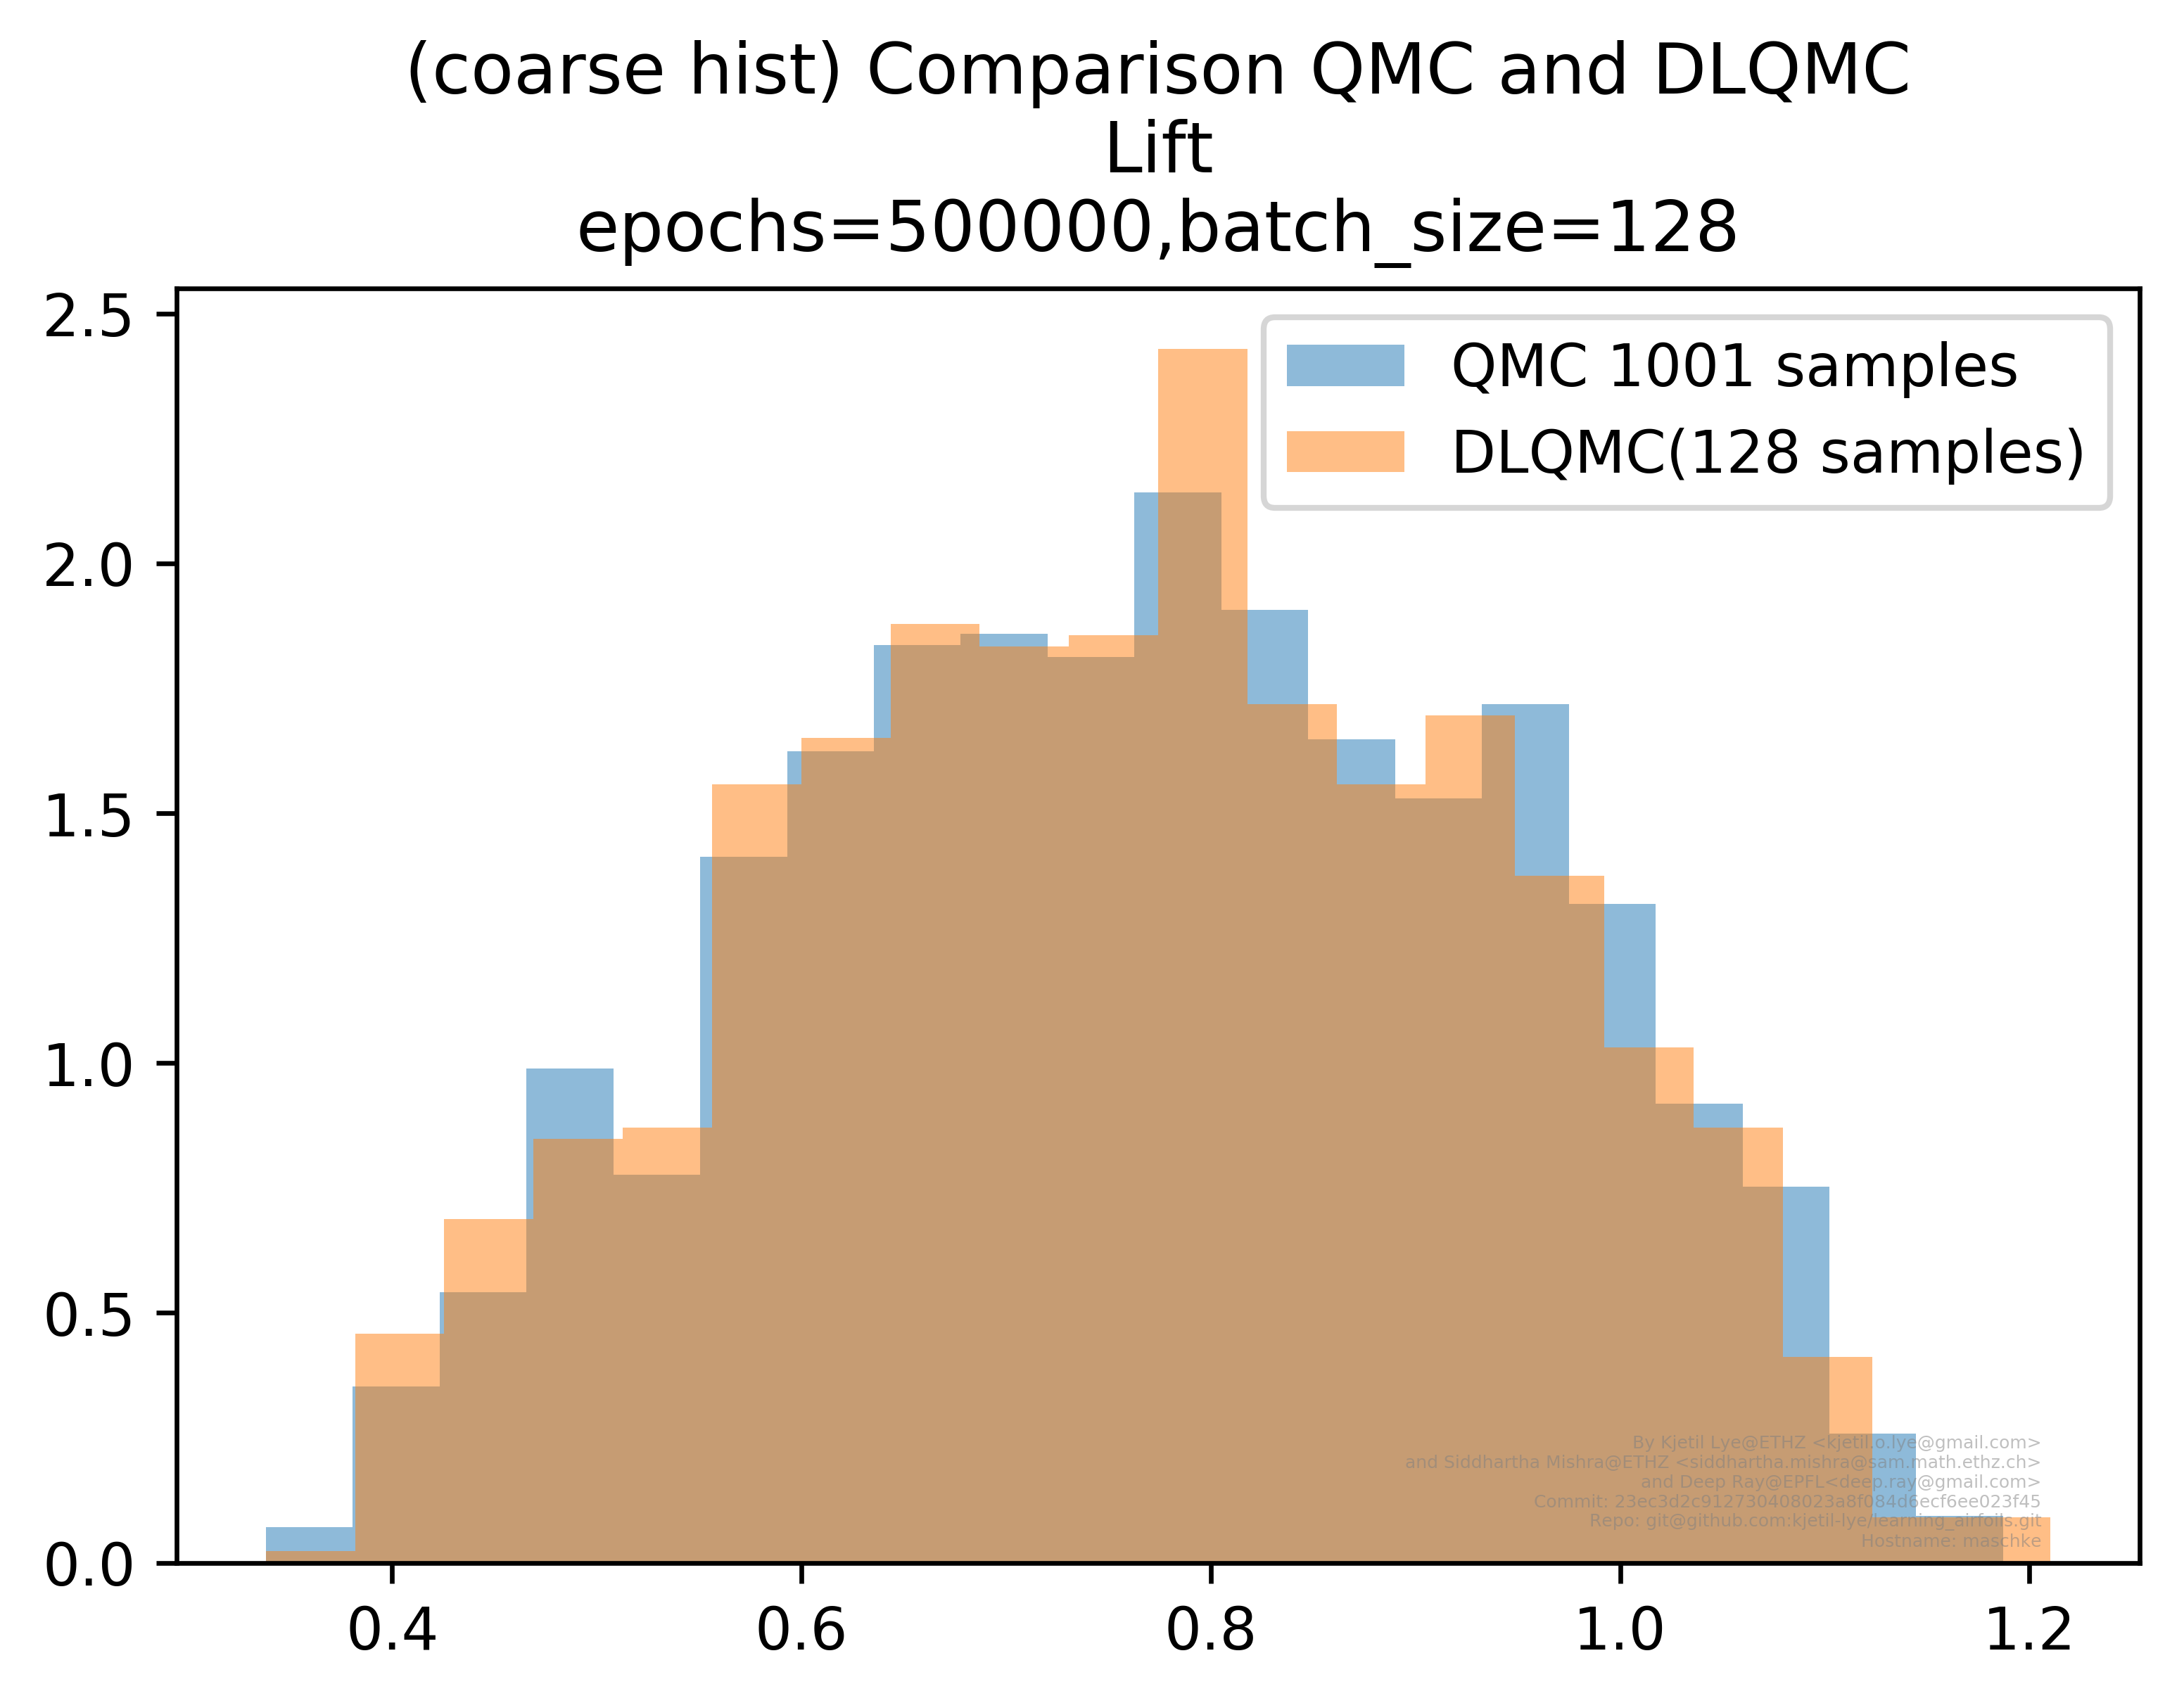 (coarse hist) Comparison QMC and DLQMC
Lift
epochs=500000,batch_size=128
2.5
2.0
1.5
1.0
0.5
0.0
QMC 1001 samples
DLQMC(128 samples)
By Kjetil Lye@ETHZ <kjetil.o.lye@gmail.com>
and Siddhartha Mishra@ETHZ <siddhartha.mishra@sam.math.ethz.ch>
and Deep Ray@EPFL<deep.ray@gmail.com>
Commit: 23ec3d2c912730408023a8f084d6ecf6ee023f45
Repo: git@github.com:kjetil-lye/learning_airfoils.git
Hostname: maschke
0.4 0.6 0.8 1.0 1.2